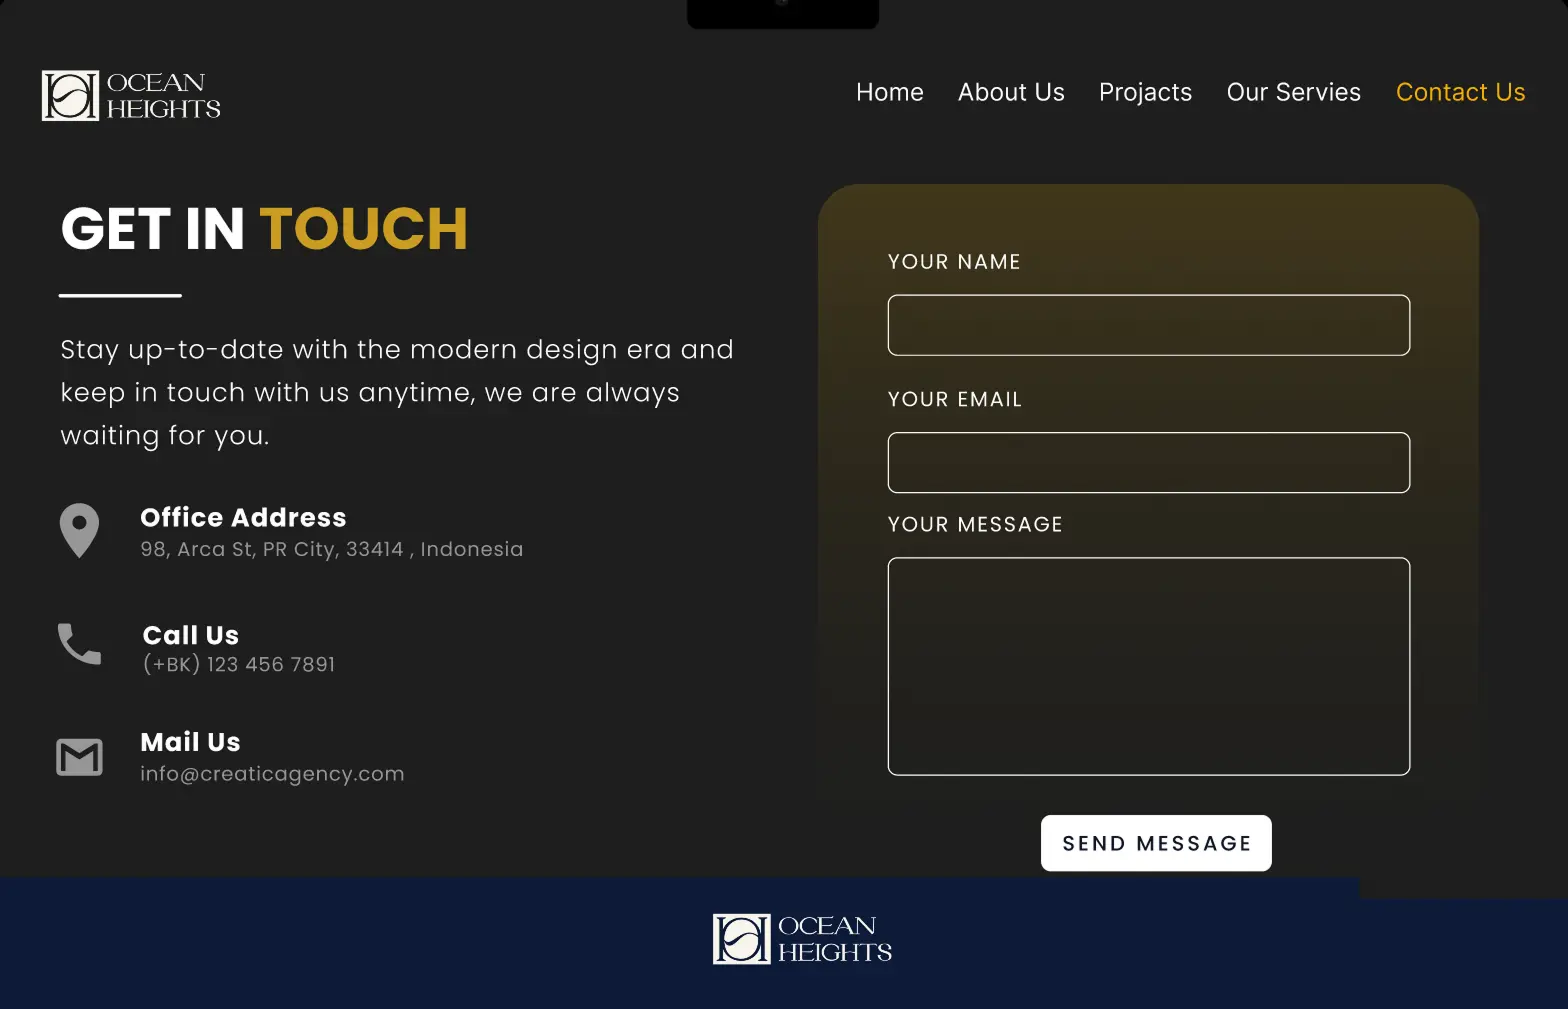 OCEAN
HEIGHTS
Home About Us Projacts Our Servies Contact Us
GET IN TOUCH
Stay up-to-date with the modern design era and
keep in touch with us anytime, we are always
waiting for you.
Office Address
98, Arca St, PR City, 33414 , Indonesia
Call Us
(+BK) 123 456 7891
Mail Us
info@creaticagency.com
YOUR NAME
YOUR EMAIL
YOUR MESSAGE
SEND MESSAGE
OCEAN
HEIGHTS